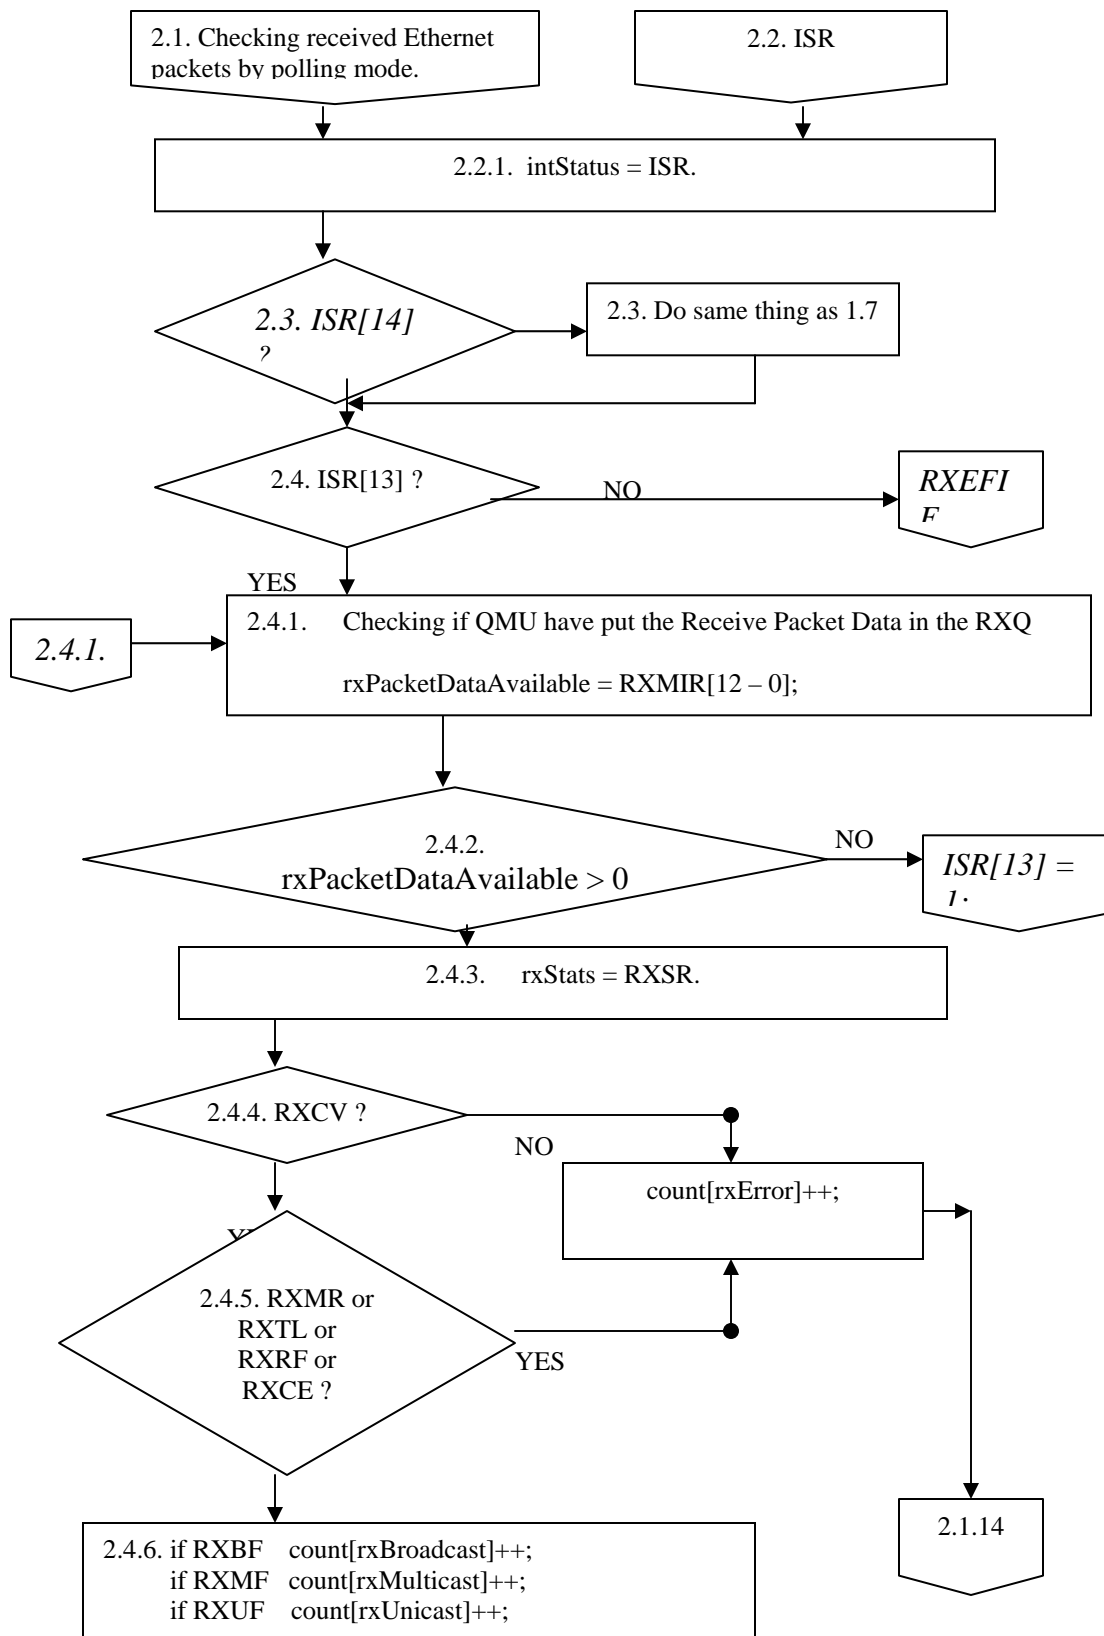 2.1. Checking received Ethernet
packets by polling mode.
2.2. ISR
2.2.1. intStatus = ISR.
2.3. ISR[14]
?
2.3. Do same thing as 1.7
2.4. ISR[13] ?
NO
RXEFI
YES
2.4.1. Checking if QMU have put the Receive Packet Data in the RXQ
rxPacketDataAvailable = RXMIR[12 – 0];
2.4.1.
2.4.2.
rxPacketDataAvailable > 0
NO
ISR[13] =
1;
2.4.3. rxStats = RXSR.
2.4.4. RXCV ?
NO
count[rxError]++;
2.4.5. RXMR or
RXTL or
RXRF or
RXCE ?
YES
2.1.14
2.4.6. if RXBF count[rxBroadcast]++;
if RXMF count[rxMulticast]++;
if RXUF count[rxUnicast]++;